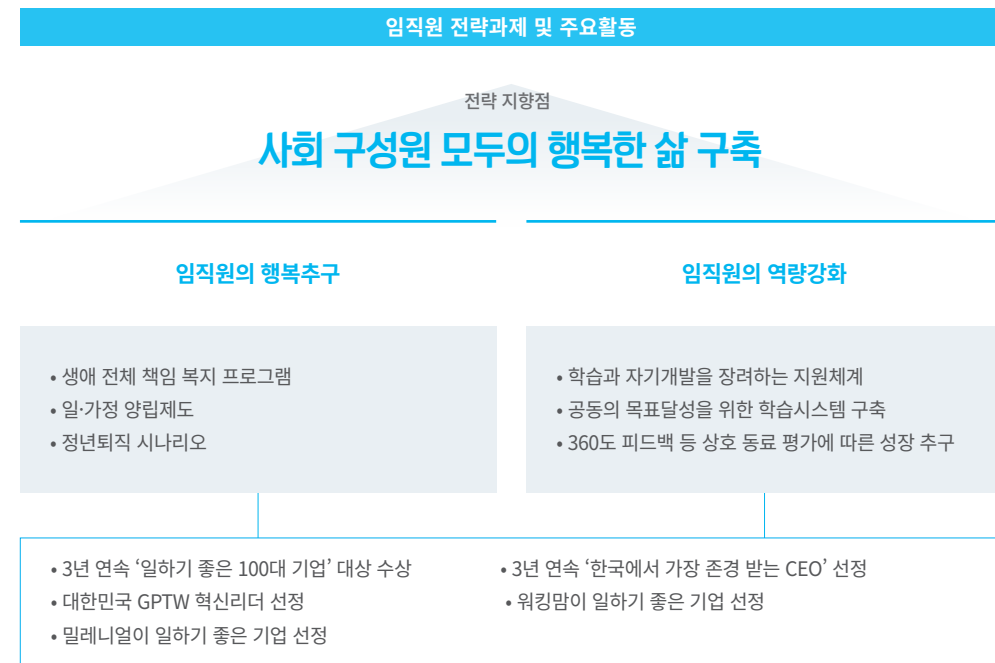 임직원 전략과제 및 주요활동
전략 지향점
사회 구성원 모두의 행복한 삶 구축
임직원의 행복추구
• 생애 전체 책임 복지 프로그램
• 일·가정 양립제도
• 정년퇴직 시나리오
임직원의 역량강화
• 학습과 자기개발을 장려하는 지원체계
• 공동의 목표달성을 위한 학습시스템 구축
• 360도 피드백 등 상호 동료 평가에 따른 성장 추구
• 3년 연속 ‘일하기 좋은 100대 기업’ 대상 수상
• 대한민국 GPTW 혁신리더 선정
• 밀레니얼이 일하기 좋은 기업 선정
• 3년 연속 ‘한국에서 가장 존경 받는 CEO’ 선정
• 워킹맘이 일하기 좋은 기업 선정